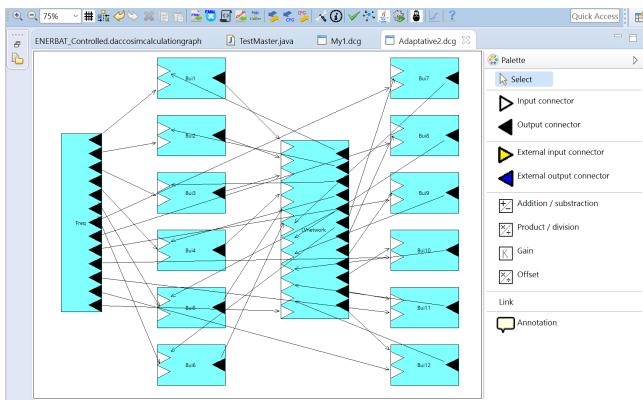 75%
Quick Access
ENERBAT_Controlled.daccosimcalculationgraph
TestMaster.java
My1.dcg
Adaptative2.dcg
Palette
Select
Input connector
Output connector
External input connector
External output connector
Addition / substraction
Product / division
Gain
Offset
Link
Annotation
Bui1
Bui7
Bui2
Bui8
Bui3
Bui9
Freq
LVnetwork
Bui4
Bui10
Bui5
Bui11
Bui6
Bui12